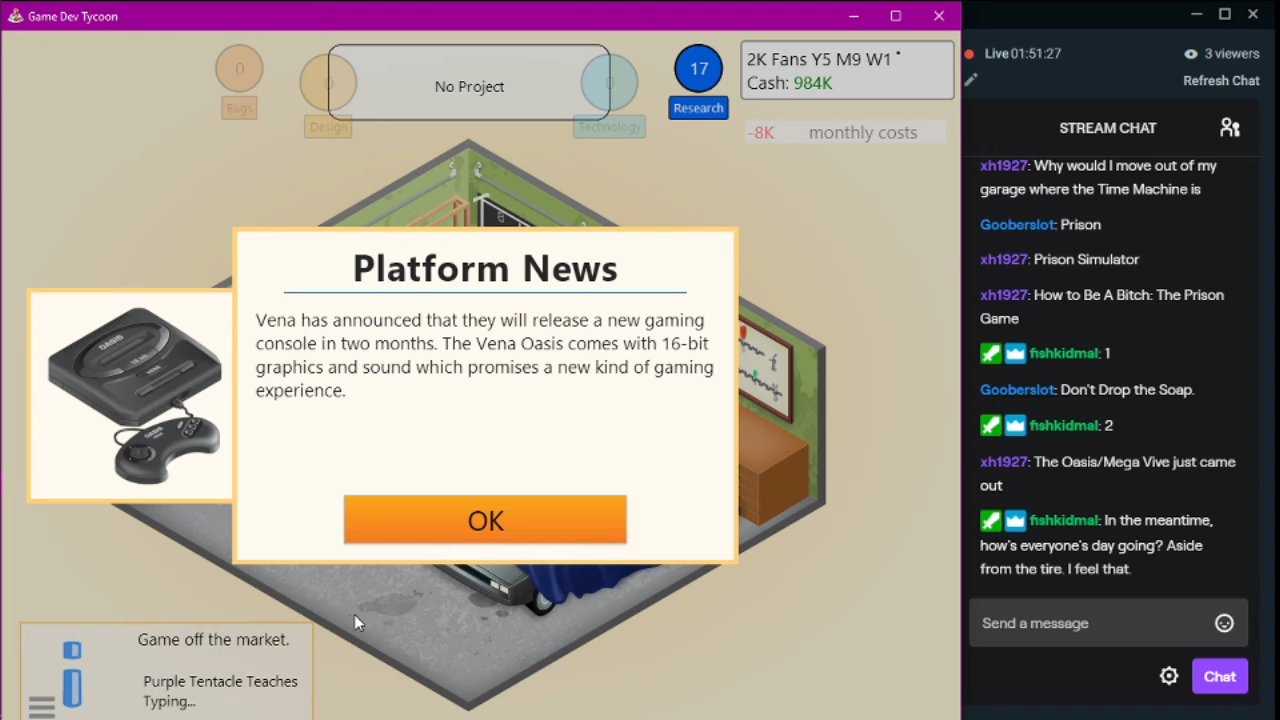 Game Dev Tycoon
0
Bugs
0
Design
No Project
0
Technology
17
Research
2K Fans Y5 M9 W1
Cash: 984K
-8K monthly costs
Platform News
Vena has announced that they will release a new gaming
console in two months. The Vena Oasis comes with 16-bit
graphics and sound which promises a new kind of gaming
experience.
OK
OASIS
Game off the market.
Purple Tentacle Teaches
Typing...
Live 01:51:27
3 viewers
Refresh Chat
STREAM CHAT
xh1927: Why would I move out of my
garage where the Time Machine is
Gooberslot: Prison
xh1927: Prison Simulator
xh1927: How to Be A Bitch: The Prison
Game
fishkidmal: 1
Gooberslot: Don't Drop the Soap.
fishkidmal: 2
xh1927: The Oasis/Mega Vive just came
out
fishkidmal: In the meantime,
how's everyone's day going? Aside
from the tire. I feel that.
Send a message
Chat